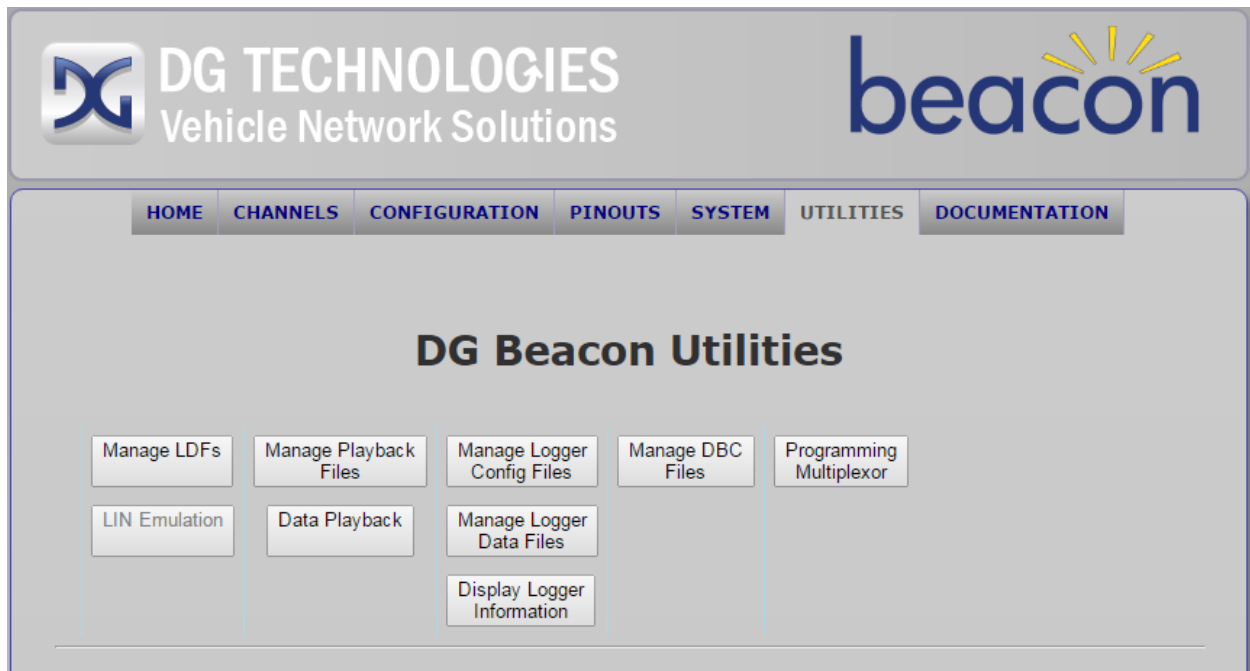 DG TECHNOLOGIES
Vehicle Network Solutions
beacon
HOME CHANNELS CONFIGURATION PINOUTS SYSTEM UTILITIES DOCUMENTATION
DG Beacon Utilities
Manage LDFs
LIN Emulation
Manage Playback
Files
Data Playback
Manage Logger
Config Files
Manage Logger
Data Files
Display Logger
Information
Manage DBC
Files
Programming
Multiplexor